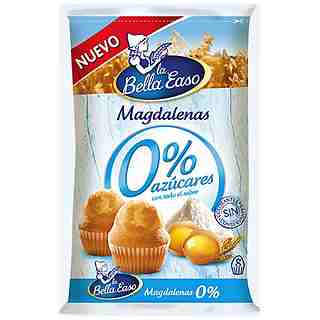 NUEVO
la
Bella Easo
Magdalenas
0%
azúcares
con todo el sabor
SIN
la
Bella Easo
Magdalenas 0%